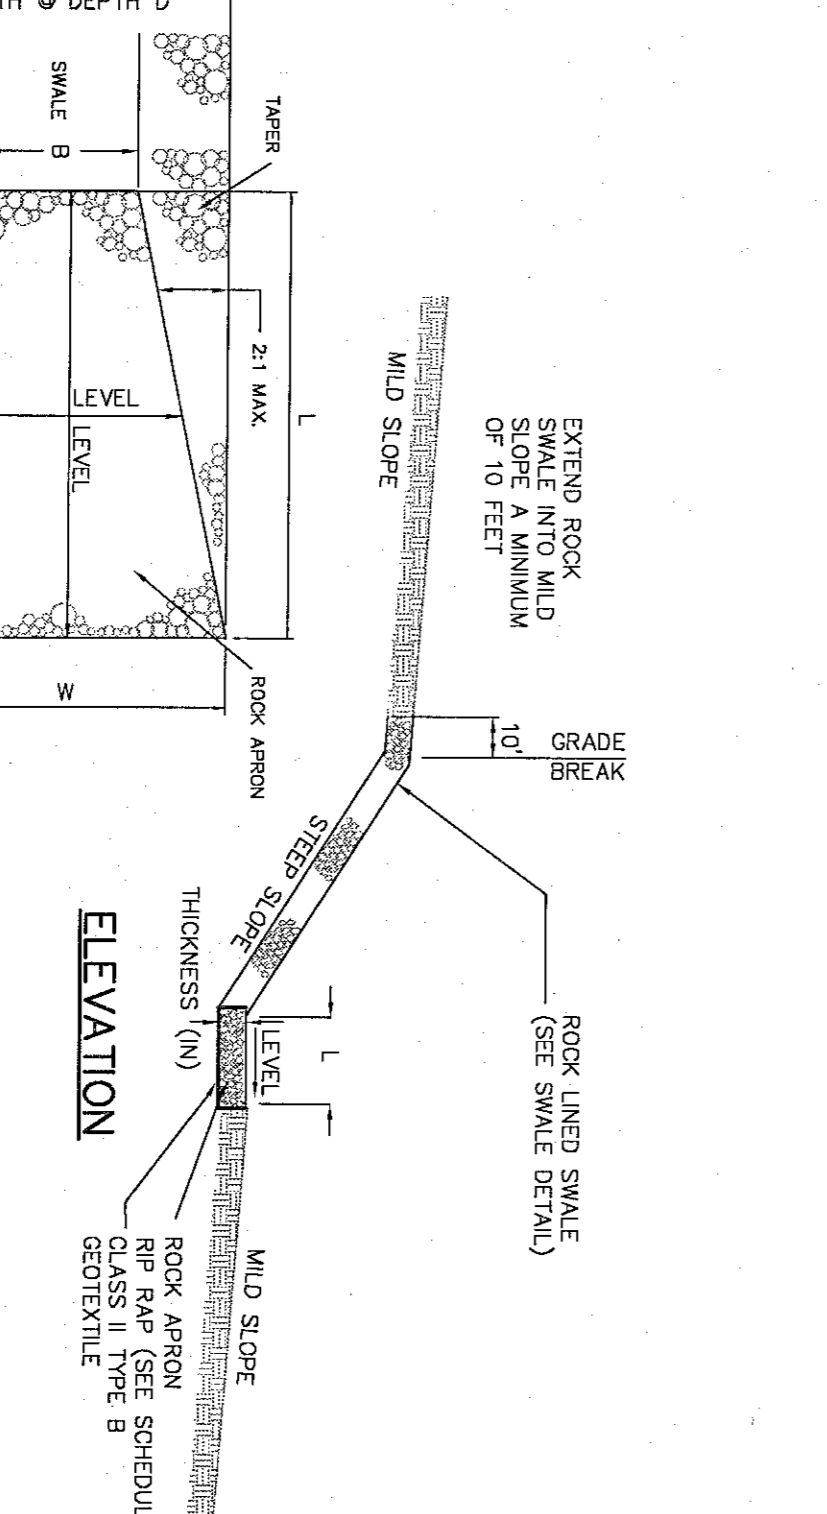 TH @ DEPTH D
SWALE B
TAPER
2:1 MAX.
L
LEVEL
LEVEL
W
ROCK APRON
EXTEND ROCK
SWALE INTO MILD
SLOPE A MINIMUM
OF 10 FEET
MILD SLOPE
10'
GRADE
BREAK
STEEP SLOPE
ROCK LINED SWALE
(SEE SWALE DETAIL)
THICKNESS (IN)
LEVEL
L
MILD SLOPE
ROCK APRON
RIP RAP (SEE SCHEDUL
CLASS II TYPE B
GEOTEXTILE
ELEVATION